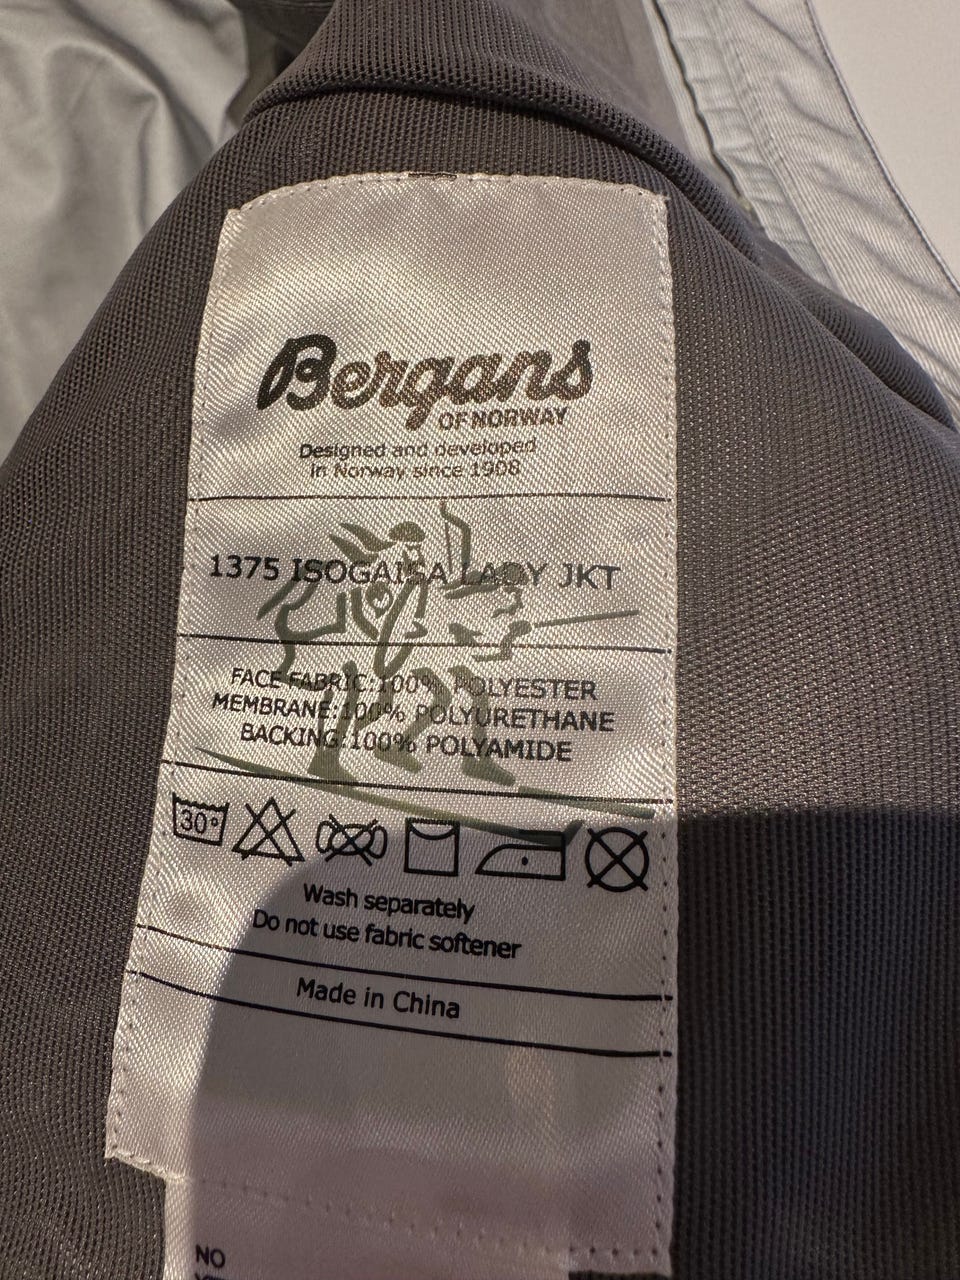 Bergans
OF NORWAY
Designed and developed
in Norway since 1908
1375 ISOGAISA LADY JKT
FACE FABRIC:100% POLYESTER
MEMBRANE:100% POLYURETHANE
BACKING:100% POLYAMIDE
30°
Wash separately
Do not use fabric softener
Made in China
NO